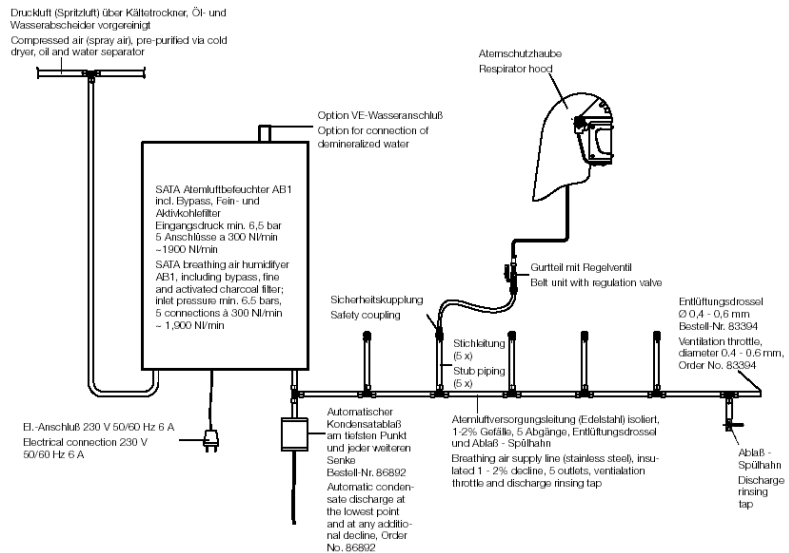 Druckluft (Spritzluft) über Kältetrockner, Öl- und
Wasserabscheider vorgereinigt
Compressed air (spray air), pre-purified via cold
dryer, oil and water separator
Atemschutzhaube
Respirator hood
Option VE-Wasseranschluß
Option for connection of
demineralized water
SATA Atemluftbefeuchter AB1
incl. Bypass, Fein- und
Aktivkohlefilter
Eingangsdruck min. 6,5 bar
5 Anschlüsse a 300 Nl/min
~1900 Nl/min
SATA breathing air humidifyer
AB1, including bypass, fine
and activated charcoal filter;
inlet pressure min. 6.5 bars,
5 connections à 300 Nl/min
~ 1,900 Nl/min
Gurtteil mit Regelventil
Belt unit with regulation valve
Sicherheitskupplung
Safety coupling
Entlüftungsdrossel
Ø 0,4 - 0,6 mm
Bestell-Nr. 83394
Ventilation throttle,
diameter 0.4 - 0.6 mm,
Order No. 83394
Stichleitung
(5 x)
Stub piping
(5 x)
El.-Anschluß 230 V 50/60 Hz 6 A
Electrical connection 230 V
50/60 Hz 6 A
Automatischer
Kondensatablaß
am tiefsten Punkt
und jeder weiteren
Senke
Bestell-Nr. 86892
Automatic conden-
sate discharge at
the lowest point
and at any additio-
nal decline, Order
No. 86892
Atemluftversorgungsleitung (Edelstahl) isoliert,
1-2% Gefälle, 5 Abgänge, Entlüftungsdrossel
und Ablaß - Spülhahn
Breathing air supply line (stainless steel), insu-
lated 1 - 2% decline, 5 outlets, ventialation
throttle and discharge rinsing tap
Ablaß -
Spülhahn
Discharge
rinsing
tap